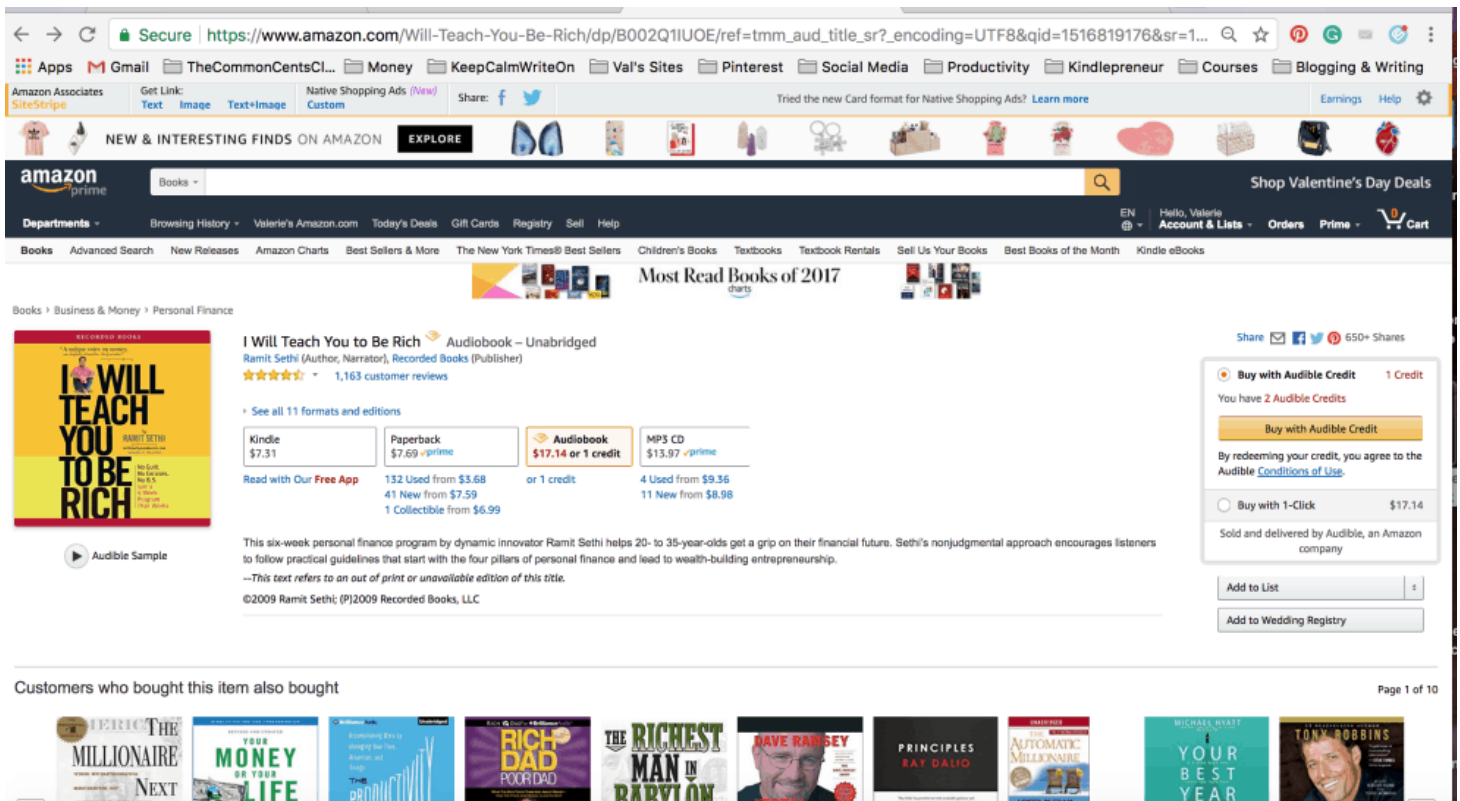 Secure https://www.amazon.com/Will-Teach-You-Be-Rich/dp/B002Q1IUOE/ref=tmm_aud_title_sr?_encoding=UTF8&qid=1516819176&sr=1...
Apps Gmail TheCommonCentsCl... Money KeepCalmWriteOn Val's Sites Pinterest Social Media Productivity Kindlepreneur Courses Blogging & Writing
Amazon Associates Get Link: Native Shopping Ads (New) Share: Tried the new Card format for Native Shopping Ads? Learn more Earnings Help
SiteStripe Text Image Text+Image Custom
NEW & INTERESTING FINDS ON AMAZON EXPLORE
amazon prime Books Shop Valentine's Day Deals
Departments Browsing History Valerie's Amazon.com Today's Deals Gift Cards Registry Sell Help EN Hello, Valerie Account & Lists Orders Prime 0 Cart
Books Advanced Search New Releases Amazon Charts Best Sellers & More The New York Times® Best Sellers Children's Books Textbooks Textbook Rentals Sell Us Your Books Best Books of the Month Kindle eBooks
Most Read Books of 2017
charts
Books › Business & Money › Personal Finance
RECORDED BOOKS
I WILL
TEACH
YOU
RAMIT SETHI
TO BE
RICH
No Guilt.
Audible Sample
I Will Teach You to Be Rich Audiobook – Unabridged
Ramit Sethi (Author, Narrator), Recorded Books (Publisher)
1,163 customer reviews
See all 11 formats and editions
Kindle Paperback Audiobook MP3 CD
$7.31 $7.69 prime $17.14 or 1 credit $13.97 prime
Read with Our Free App 132 Used from $3.68 or 1 credit 4 Used from $9.36
41 New from $7.59 11 New from $8.98
1 Collectible from $6.99
This six-week personal finance program by dynamic innovator Ramit Sethi helps 20- to 35-year-olds get a grip on their financial future. Sethi's nonjudgmental approach encourages listeners
to follow practical guidelines that start with the four pillars of personal finance and lead to wealth-building entrepreneurship.
--This text refers to an out of print or unavailable edition of this title.
©2009 Ramit Sethi; (P)2009 Recorded Books, LLC
Share 650+ Shares
Buy with Audible Credit 1 Credit
You have 2 Audible Credits
Buy with Audible Credit
By redeeming your credit, you agree to the
Audible Conditions of Use.
Buy with 1-Click $17.14
Sold and delivered by Audible, an Amazon
company
Add to List
Add to Wedding Registry
Customers who bought this item also bought Page 1 of 10
THE
MILLIONAIRE
NEXT
YOUR
MONEY
OR YOUR
LIFE
THE
PRODUCTIVITY
RICH
DAD
POOR DAD
THE RICHEST
MAN IN
BABYLON
DAVE RAMSEY
PRINCIPLES
RAY DALIO
THE
AUTOMATIC
MILLIONAIRE
MICHAEL HYATT
YOUR
BEST
YEAR
TONY ROBBINS